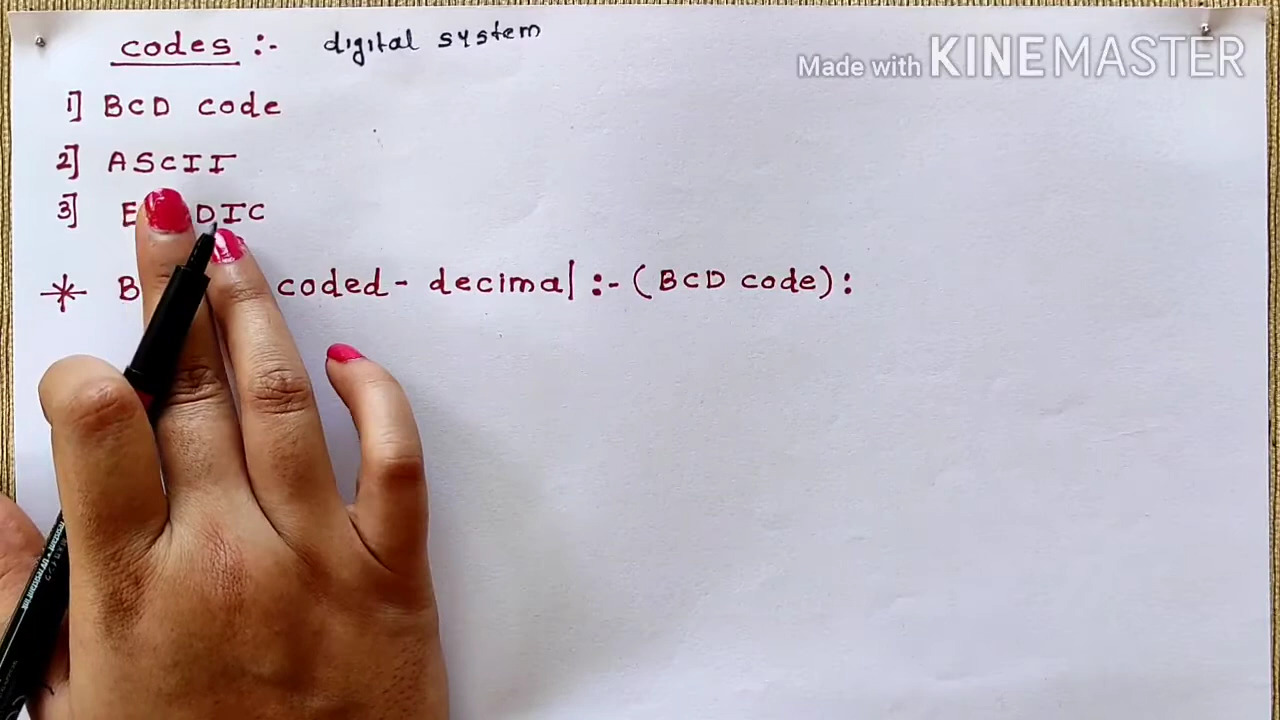 codes :- digital system
Made with KINEMASTER
1] BCD code
2] ASCII
3] E DIC
* B coded - decimal :- (BCD code) :